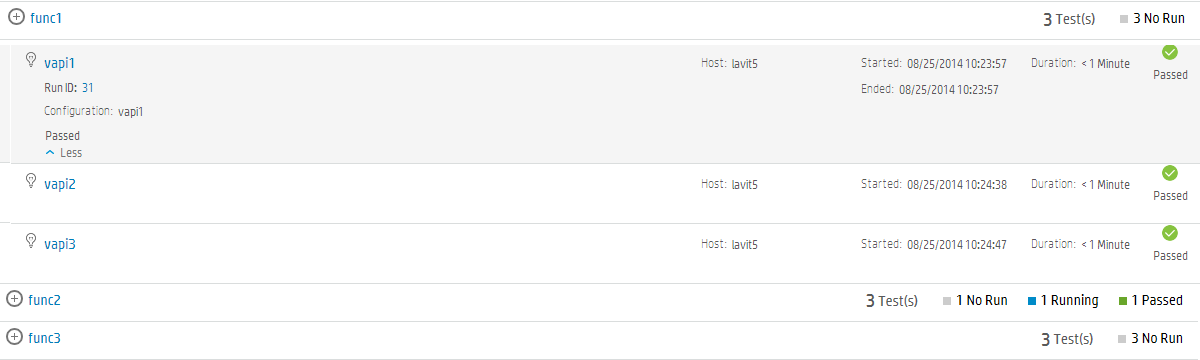 func1 3 Test(s) 3 No Run
vapi1 Host: lavit5 Started: 08/25/2014 10:23:57 Duration: < 1 Minute Passed
Run ID: 31 Ended: 08/25/2014 10:23:57
Configuration: vapi1
Passed
Less
vapi2 Host: lavit5 Started: 08/25/2014 10:24:38 Duration: < 1 Minute Passed
vapi3 Host: lavit5 Started: 08/25/2014 10:24:47 Duration: < 1 Minute Passed
func2 3 Test(s) 1 No Run 1 Running 1 Passed
func3 3 Test(s) 3 No Run